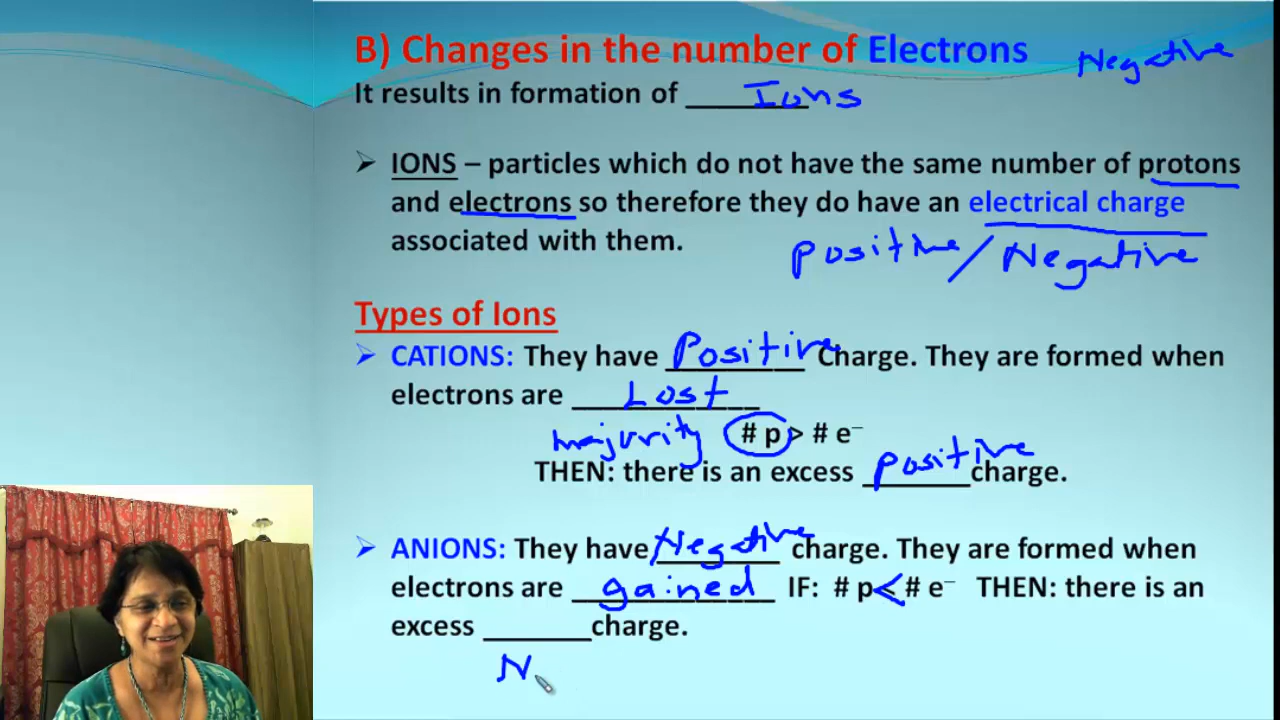 B) Changes in the number of Electrons Negative
It results in formation of ________ Ions
➢ IONS – particles which do not have the same number of protons
and electrons so therefore they do have an electrical charge
associated with them. positive/Negative
Types of Ions
➢ CATIONS: They have Positive Charge. They are formed when
electrons are Lost
majurity # p > # e⁻
THEN: there is an excess positive charge.
➢ ANIONS: They have Negative charge. They are formed when
electrons are gained IF: # p < # e⁻ THEN: there is an
excess _______charge.
N